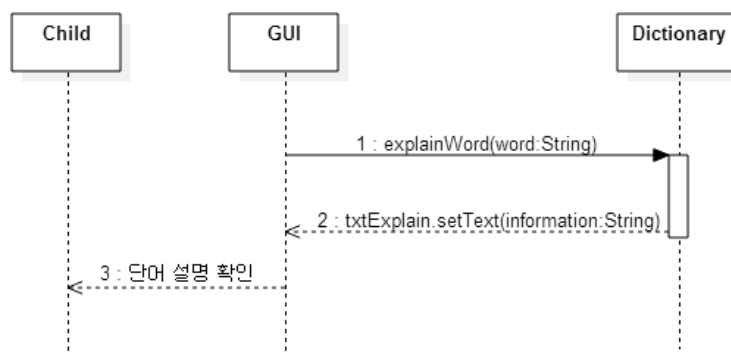 Child
GUI
Dictionary
1 : explainWord(word:String)
2 : txtExplain.setText(information:String)
3 : 단어 설명 확인